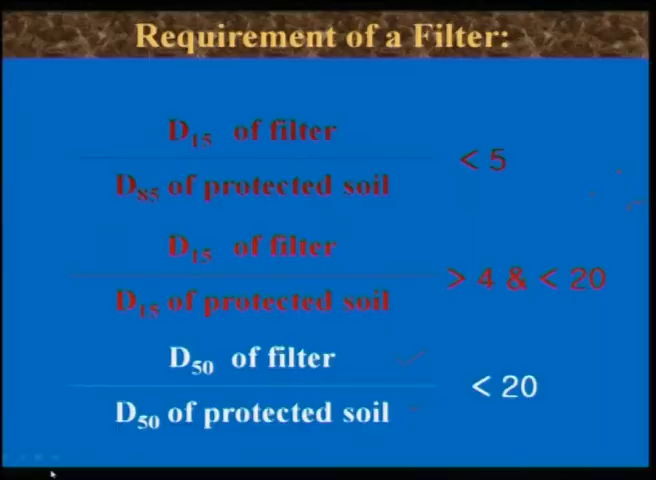 Requirement of a Filter:
D15 of filter
D85 of protected soil
< 5
D15 of filter
D15 of protected soil
> 4 & < 20
D50 of filter
D50 of protected soil
< 20